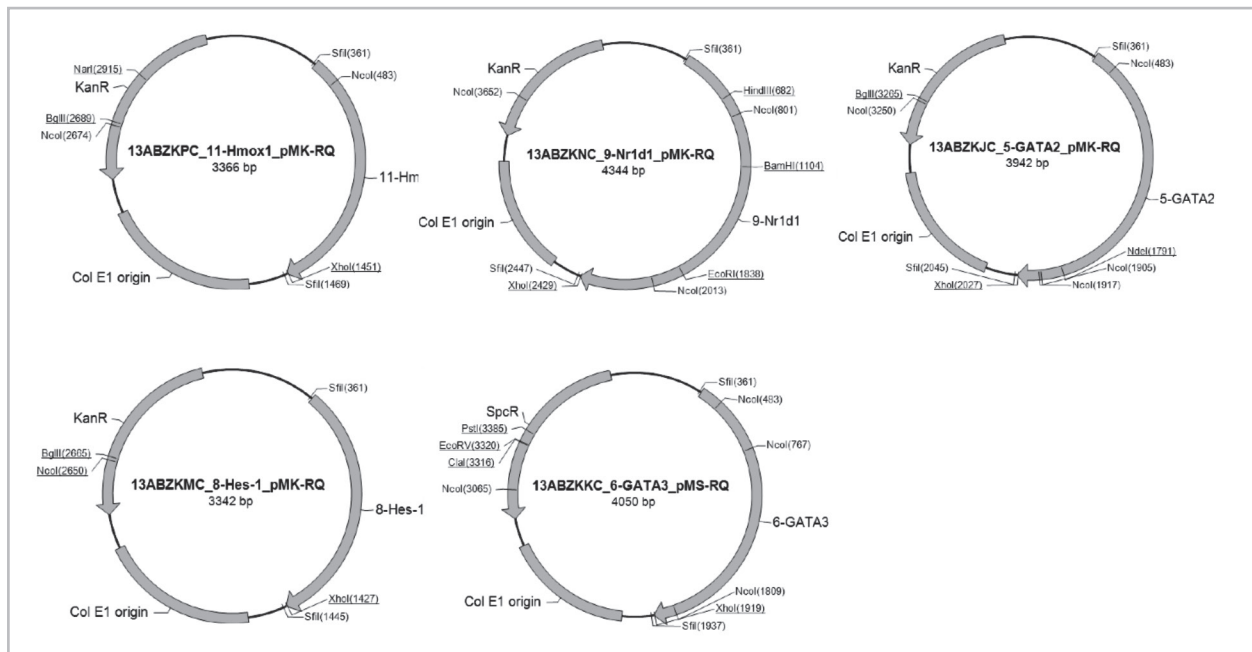 SfiI(361)
NcoI(483)
NarI(2915)
KanR
BglII(2689)
NcoI(2674)
13ABZKPC_11-Hmox1_pMK-RQ
3366 bp
11-Hm
Col E1 origin
XhoI(1451)
SfiI(1469)
SfiI(361)
KanR
HindIII(682)
NcoI(3652)
NcoI(801)
13ABZKNC_9-Nr1d1_pMK-RQ
4344 bp
BamHI(1104)
9-Nr1d1
Col E1 origin
SfiI(2447)
EcoRI(1838)
XhoI(2429)
NcoI(2013)
SfiI(361)
NcoI(483)
KanR
BglII(3265)
NcoI(3250)
13ABZKJC_5-GATA2_pMK-RQ
3942 bp
5-GATA2
Col E1 origin
NdeI(1791)
SfiI(2045)
NcoI(1905)
XhoI(2027)
NcoI(1917)
SfiI(361)
KanR
BglII(2665)
NcoI(2650)
13ABZKMC_8-Hes-1_pMK-RQ
3342 bp
8-Hes-1
Col E1 origin
XhoI(1427)
SfiI(1445)
SfiI(361)
NcoI(483)
SpcR
PstI(3385)
EcoRV(3320)
NcoI(767)
ClaI(3316)
13ABZKKC_6-GATA3_pMS-RQ
4050 bp
NcoI(3065)
6-GATA3
Col E1 origin
NcoI(1809)
XhoI(1919)
SfiI(1937)